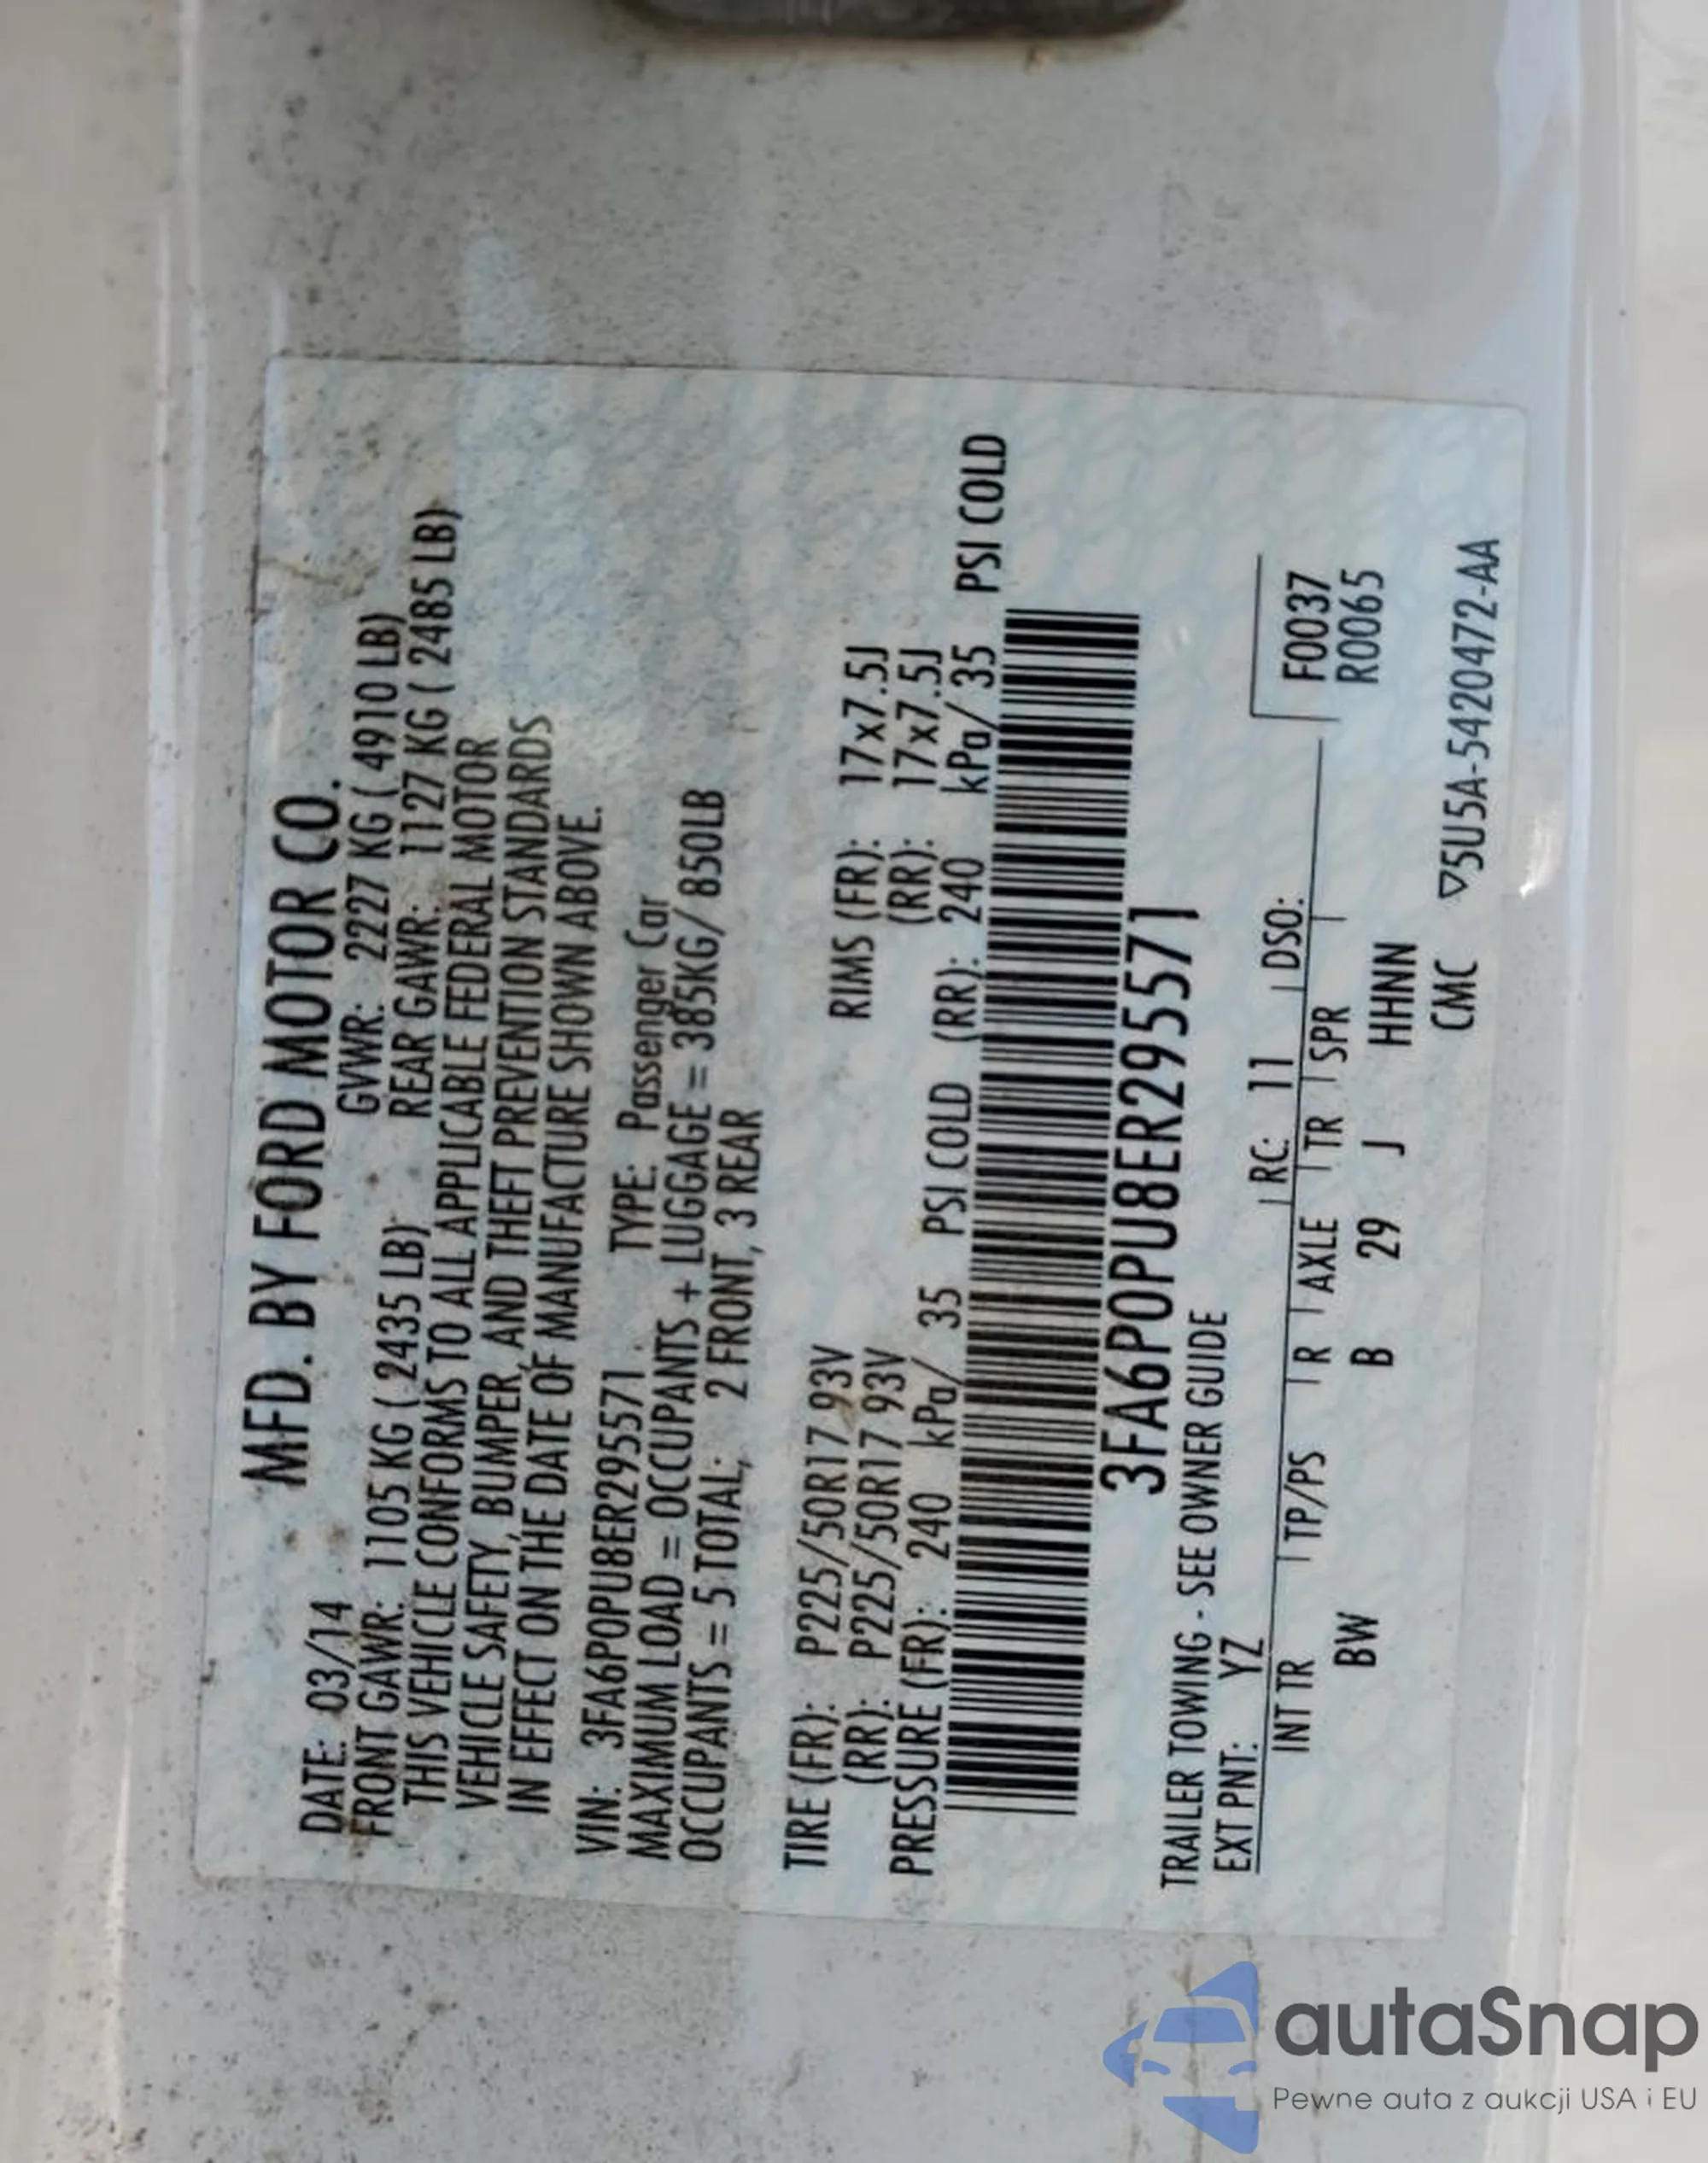 MFD. BY FORD MOTOR CO.
DATE: 03/14 GVWR: 2227 KG ( 4910 LB)
FRONT GAWR: 1105 KG ( 2435 LB) REAR GAWR: 1127 KG ( 2485 LB)
THIS VEHICLE CONFORMS TO ALL APPLICABLE FEDERAL MOTOR
VEHICLE SAFETY, BUMPER, AND THEFT PREVENTION STANDARDS
IN EFFECT ON THE DATE OF MANUFACTURE SHOWN ABOVE.
VIN: 3FA6P0PU8ER295571 TYPE: Passenger Car
MAXIMUM LOAD = OCCUPANTS + LUGGAGE = 385KG/ 850LB
OCCUPANTS = 5 TOTAL, 2 FRONT, 3 REAR
TIRE (FR): P225/50R17 93V RIMS (FR): 17x7.5J
(RR): P225/50R17 93V (RR): 17x7.5J
PRESSURE (FR): 240 kPa/ 35 PSI COLD (RR): 240 kPa/ 35 PSI COLD
3FA6P0PU8ER295571
TRAILER TOWING - SEE OWNER GUIDE
EXT PNT: YZ RC: 11 DSO:
INT TR TP/PS R AXLE TR SPR F0037
BW B 29 J HHNN R0065
CMC ▽5U5A-5420472-AA
autaSnap
Pewne auta z aukcji USA i EU